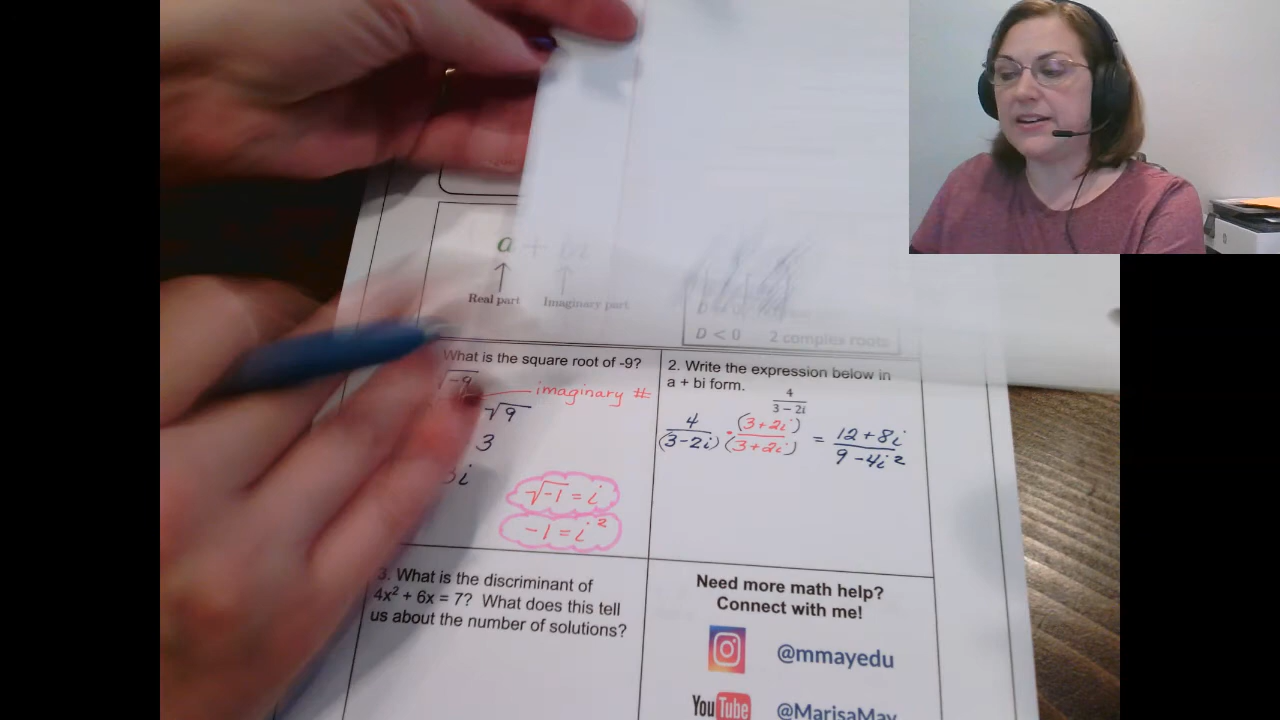 a +
Real part Imaginary part
D < 0 2 complex roots
What is the square root of -9?
√-9
imaginary #
√9
3
3i
√-1 = i
-1 = i²
2. Write the expression below in
a + bi form.
4
3 − 2i
4 (3+2i) = 12+8i
(3-2i) · (3+2i) 9-4i²
3. What is the discriminant of
4x² + 6x = 7? What does this tell
us about the number of solutions?
Need more math help?
Connect with me!
@mmayedu
YouTube @MarisaMay